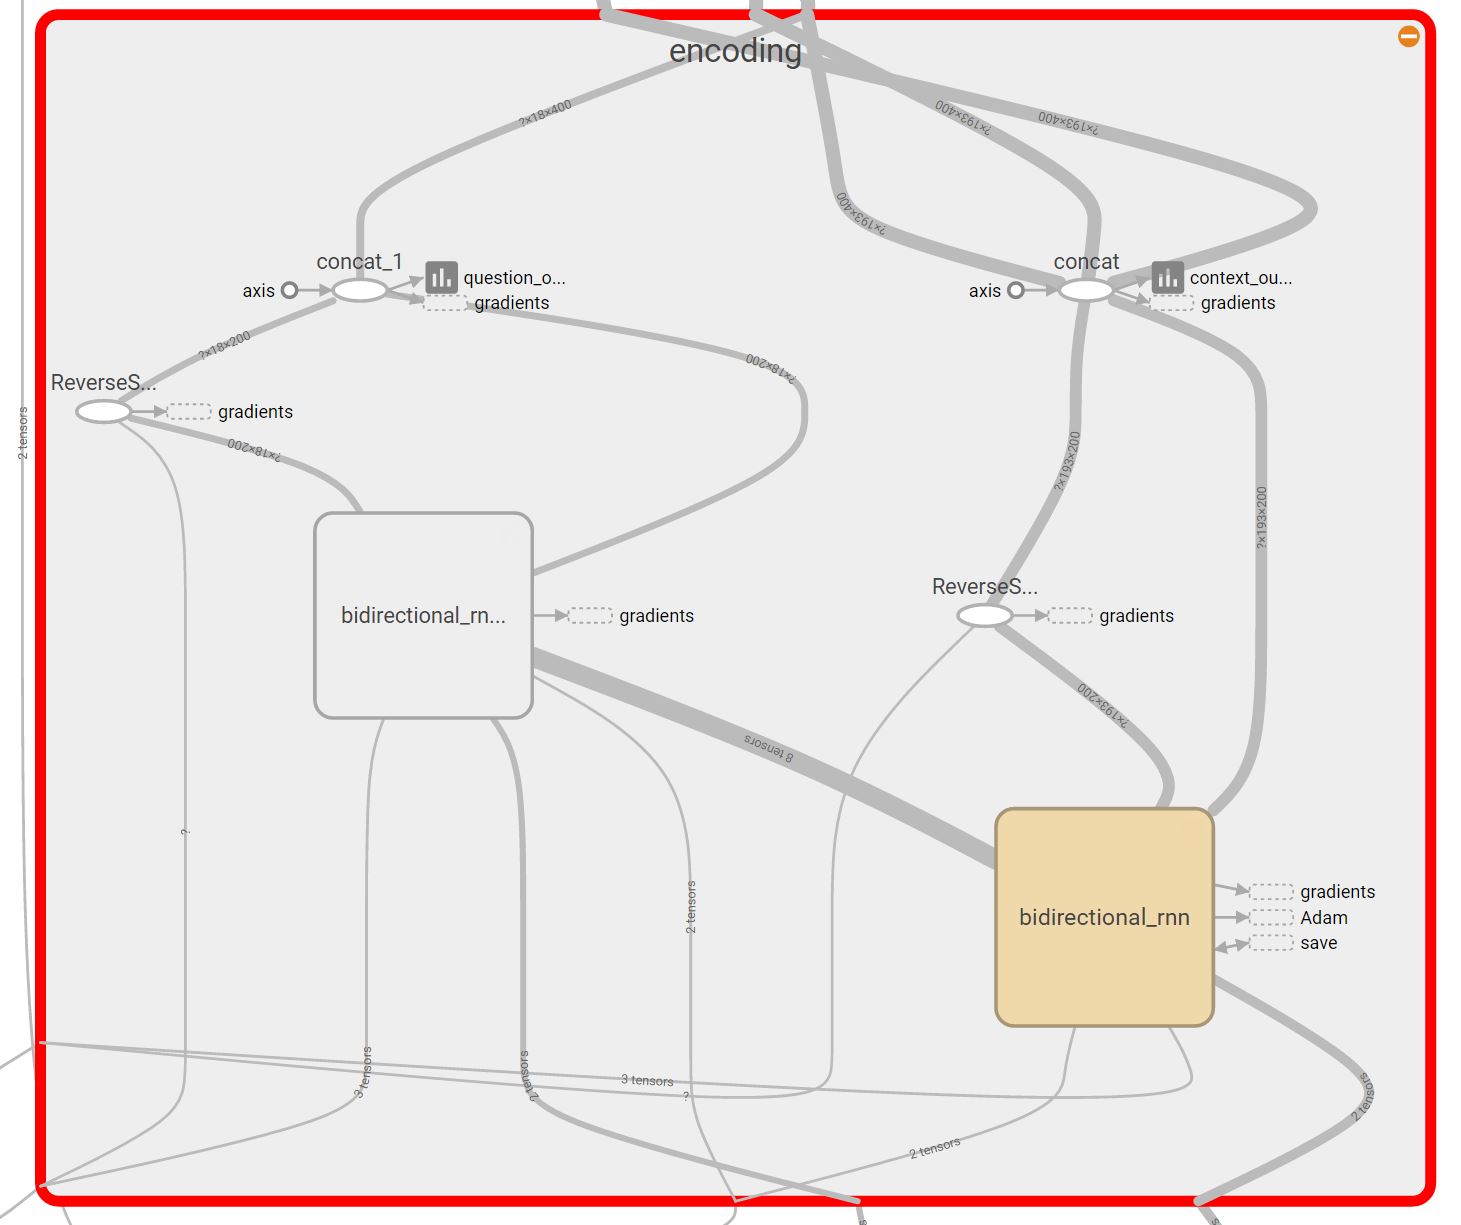 encoding
?×18×400
?×193×400
?×193×400
?×193×400
concat_1
axis
question_o...
gradients
concat
axis
context_ou...
gradients
?×18×200
?×18×200
ReverseS...
gradients
?×18×200
2 tensors
?×193×200
?×193×200
bidirectional_rn...
gradients
ReverseS...
gradients
?×193×200
8 tensors
?
2 tensors
bidirectional_rnn
gradients
Adam
save
3 tensors
2 tensors
3 tensors
?
2 tensors
2 tensors
s
s